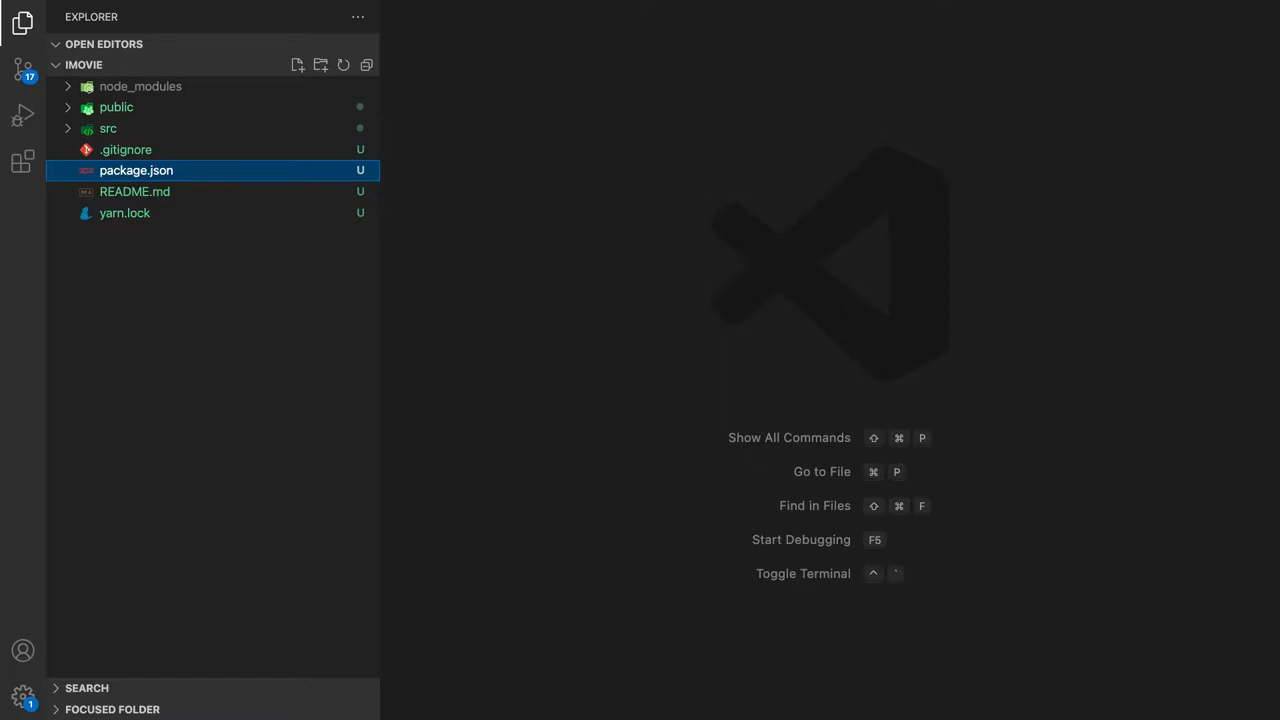 EXPLORER
OPEN EDITORS
IMOVIE
17
node_modules
public
src
.gitignore U
package.json U
README.md U
yarn.lock U
Show All Commands ⇧ ⌘ P
Go to File ⌘ P
Find in Files ⇧ ⌘ F
Start Debugging F5
Toggle Terminal ^ `
SEARCH
1
FOCUSED FOLDER